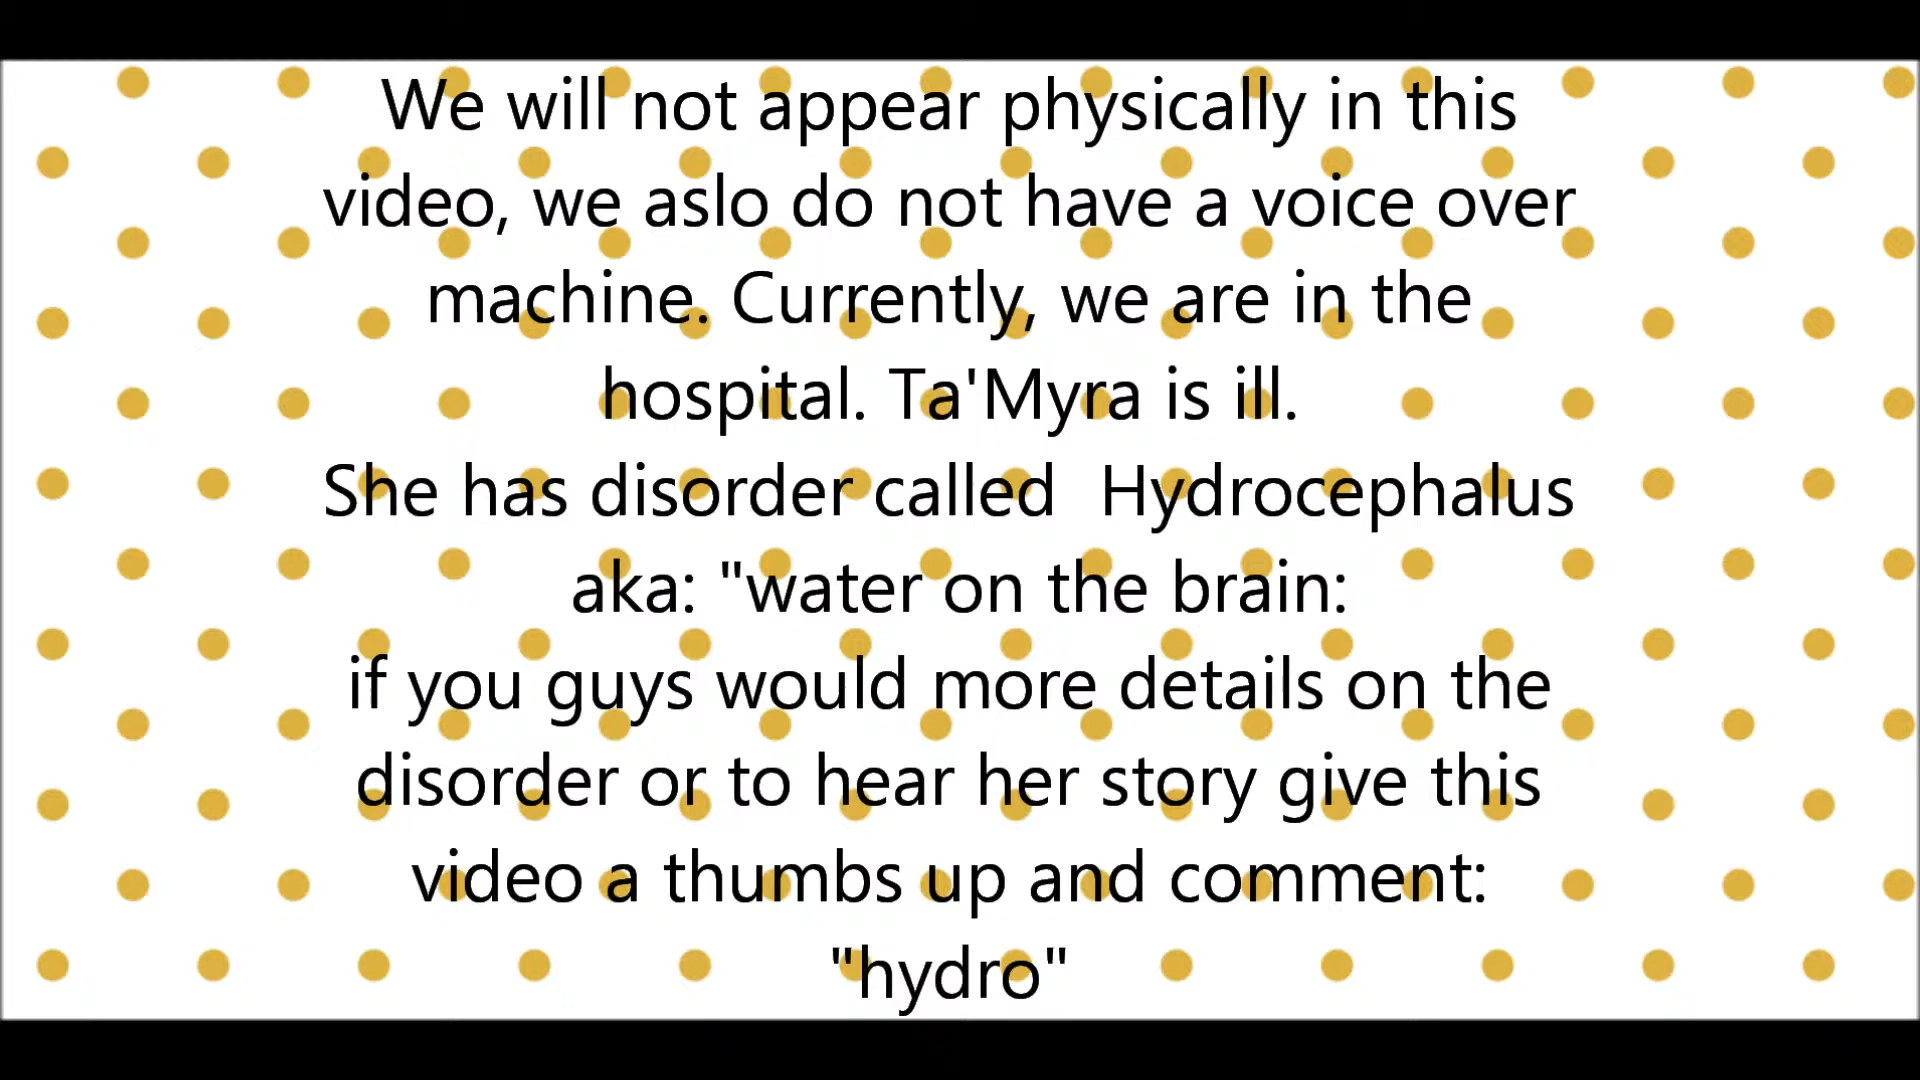 We will not appear physically in this
video, we aslo do not have a voice over
machine. Currently, we are in the
hospital. Ta'Myra is ill.
She has disorder called  Hydrocephalus
aka: "water on the brain:
if you guys would more details on the
disorder or to hear her story give this
video a thumbs up and comment:
"hydro"